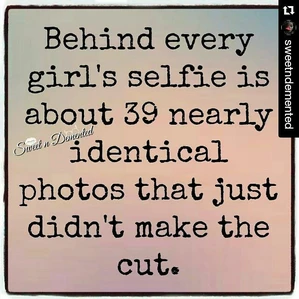 Behind every
girl's selfie is
about 39 nearly
Sweet n Demented
identical
photos that just
didn't make the
cut.
sweetndemented